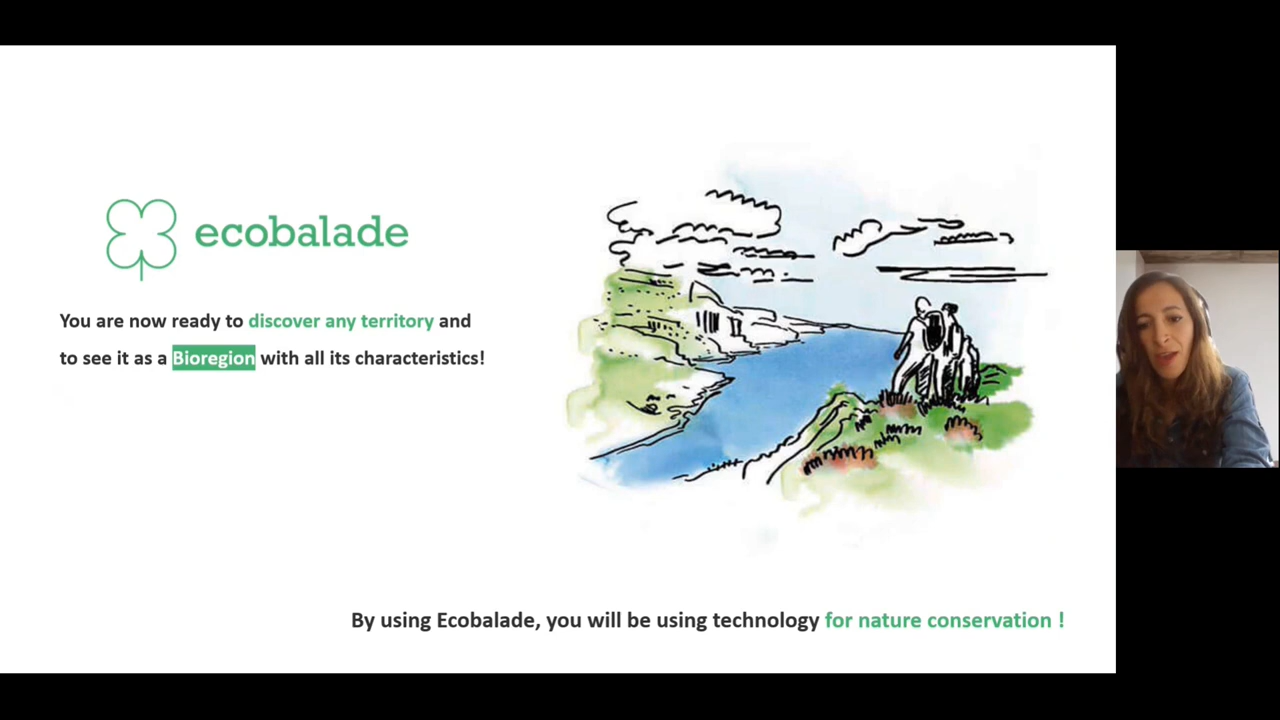 ecobalade
You are now ready to discover any territory and
to see it as a Bioregion with all its characteristics!
By using Ecobalade, you will be using technology for nature conservation !